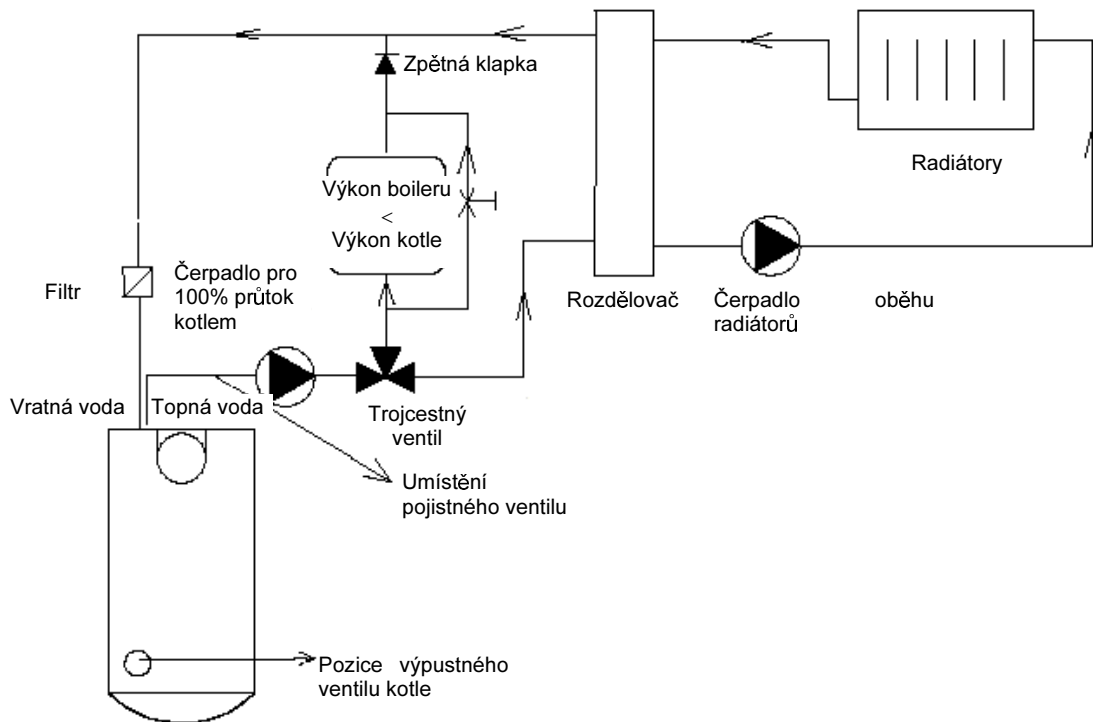 Zpětná klapka
Radiátory
Výkon boileru
<
Výkon kotle
Filtr
Čerpadlo pro
100% průtok
kotlem
Rozdělovač
Čerpadlo oběhu
radiátorů
Vratná voda
Topná voda
Trojcestný
ventil
Umístění
pojistného ventilu
Pozice výpustného
ventilu kotle